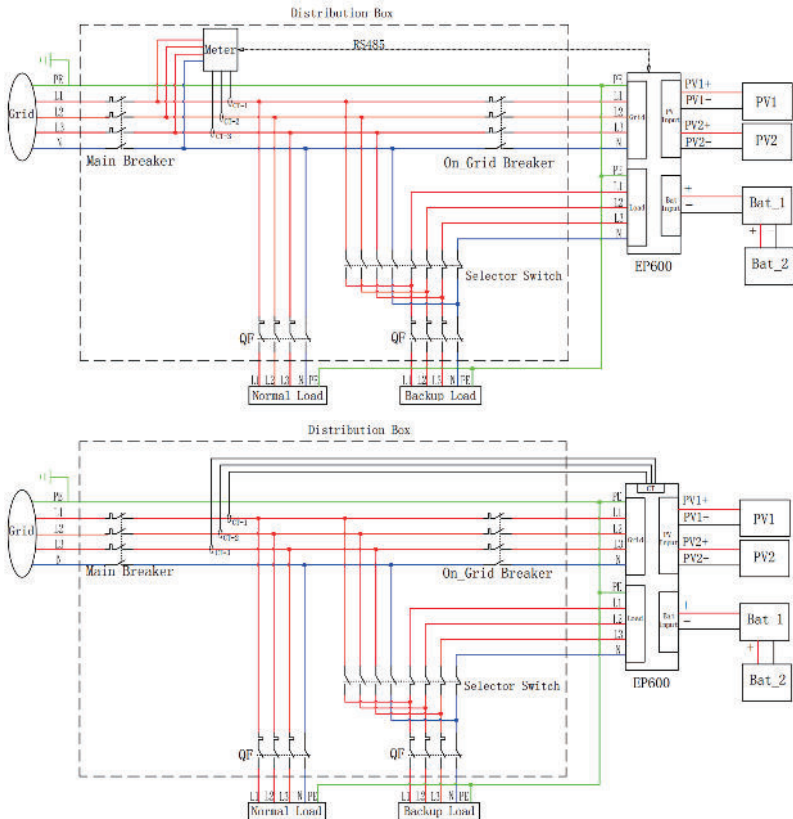 Distribution Box
Meter
RS485
PE
L1
L2
L3
N
Grid
CT-1
CT-2
CT-3
Main Breaker
On_Grid Breaker
PE
L1
L2
L3
N
Grid
PV
Input
PV1+
PV1-
PV2+
PV2-
PV1
PV2
PE
L1
L2
L3
N
Load
Bat
Input
+
-
Bat_1
+
Bat_2
EP600
Selector Switch
QF
QF
L1 L2 L3 N PE
Normal Load
L1 L2 L3 N PE
Backup Load
Distribution Box
CT
PE
L1
L2
L3
Grid
CT-1
CT-2
CT-3
Main Breaker
On_Grid Breaker
PE
L1
L2
L3
N
Grid
PV
Input
PV1+
PV1-
PV2+
PV2-
PV1
PV2
PE
L1
L2
L3
N
Load
Bat
Input
-
Bat 1
+
Bat_2
EP600
Selector Switch
QF
QF
L1 L2 L3 N PE
Normal Load
L1 L2 L3 N PE
Backup Load